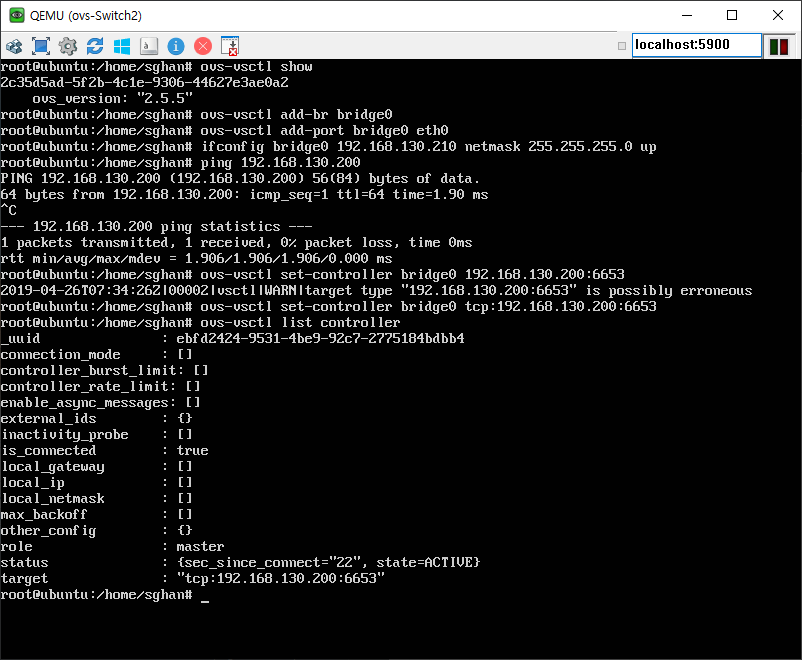 QEMU (ovs-Switch2)
localhost:5900
root@ubuntu:/home/sghan# ovs-vsctl show
2c35d5ad-5f2b-4c1e-9306-44627e3ae0a2
    ovs_version: "2.5.5"
root@ubuntu:/home/sghan# ovs-vsctl add-br bridge0
root@ubuntu:/home/sghan# ovs-vsctl add-port bridge0 eth0
root@ubuntu:/home/sghan# ifconfig bridge0 192.168.130.210 netmask 255.255.255.0 up
root@ubuntu:/home/sghan# ping 192.168.130.200
PING 192.168.130.200 (192.168.130.200) 56(84) bytes of data.
64 bytes from 192.168.130.200: icmp_seq=1 ttl=64 time=1.90 ms
^C
--- 192.168.130.200 ping statistics ---
1 packets transmitted, 1 received, 0% packet loss, time 0ms
rtt min/avg/max/mdev = 1.906/1.906/1.906/0.000 ms
root@ubuntu:/home/sghan# ovs-vsctl set-controller bridge0 192.168.130.200:6653
2019-04-26T07:34:26Z|00002|vsctl|WARN|target type "192.168.130.200:6653" is possibly erroneous
root@ubuntu:/home/sghan# ovs-vsctl set-controller bridge0 tcp:192.168.130.200:6653
root@ubuntu:/home/sghan# ovs-vsctl list controller
_uuid               : ebfd2424-9531-4be9-92c7-2775184bdbb4
connection_mode     : []
controller_burst_limit: []
controller_rate_limit: []
enable_async_messages: []
external_ids        : {}
inactivity_probe    : []
is_connected        : true
local_gateway       : []
local_ip            : []
local_netmask       : []
max_backoff         : []
other_config        : {}
role                : master
status              : {sec_since_connect="22", state=ACTIVE}
target              : "tcp:192.168.130.200:6653"
root@ubuntu:/home/sghan# _